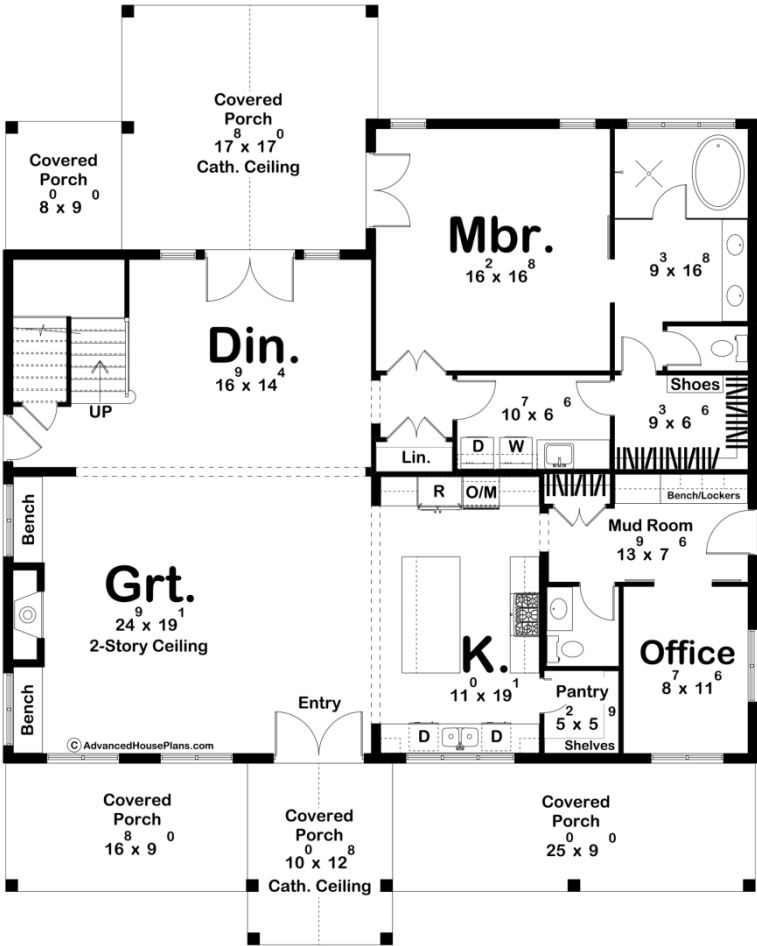 Covered
Porch
17⁸ x 17⁰
Cath. Ceiling
Covered
Porch
8⁰ x 9⁰
Mbr.
16² x 16⁸
9³ x 16⁸
Din.
16⁹ x 14⁴
UP
10⁷ x 6⁶
Shoes
9³ x 6⁶
D
W
Lin.
R
O/M
Bench/Lockers
Mud Room
13⁹ x 7⁶
Bench
Grt.
24⁹ x 19¹
2-Story Ceiling
K.
11⁰ x 19¹
Office
8⁷ x 11⁶
Pantry
5² x 5⁹
Shelves
Bench
Entry
© AdvancedHousePlans.com
D
D
Covered
Porch
16⁸ x 9⁰
Covered
Porch
10⁰ x 12⁸
Cath. Ceiling
Covered
Porch
25⁰ x 9⁰